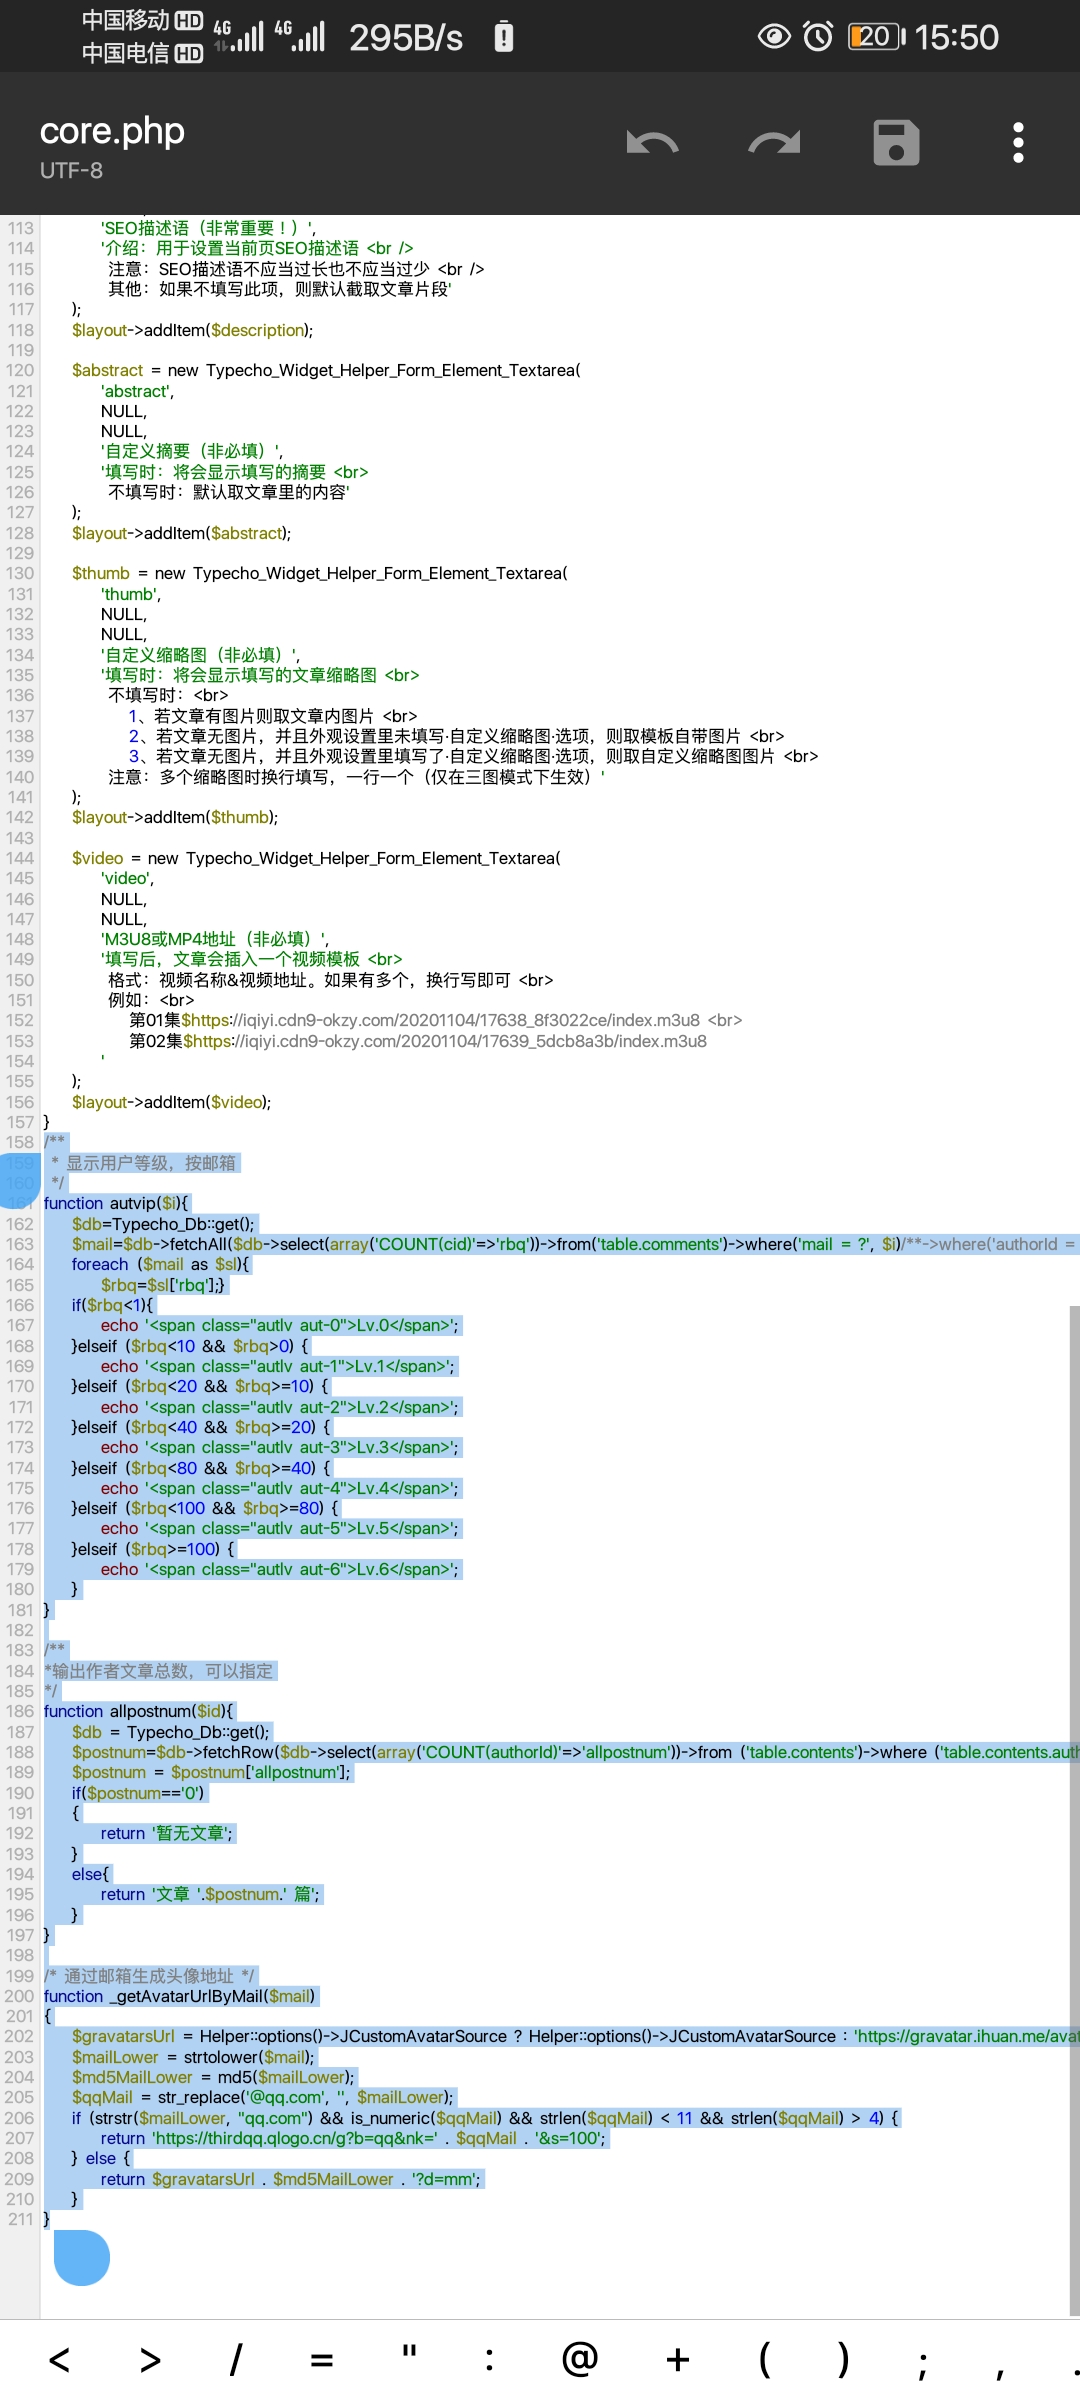 中国移动 HD 4G 4G 295B/s 20 15:50
中国电信 HD
core.php
UTF-8
113 'SEO描述语（非常重要！）',
114 '介绍：用于设置当前页SEO描述语 <br />
115 注意：SEO描述语不应当过长也不应当过少 <br />
116 其他：如果不填写此项，则默认截取文章片段'
117 );
118 $layout->addItem($description);
119
120 $abstract = new Typecho_Widget_Helper_Form_Element_Textarea(
121 'abstract',
122 NULL,
123 NULL,
124 '自定义摘要（非必填）',
125 '填写时：将会显示填写的摘要 <br>
126 不填写时：默认取文章里的内容'
127 );
128 $layout->addItem($abstract);
129
130 $thumb = new Typecho_Widget_Helper_Form_Element_Textarea(
131 'thumb',
132 NULL,
133 NULL,
134 '自定义缩略图（非必填）',
135 '填写时：将会显示填写的文章缩略图 <br>
136 不填写时：<br>
137 1、若文章有图片则取文章内图片 <br>
138 2、若文章无图片，并且外观设置里未填写·自定义缩略图·选项，则取模板自带图片 <br>
139 3、若文章无图片，并且外观设置里填写了·自定义缩略图·选项，则取自定义缩略图图片 <br>
140 注意：多个缩略图时换行填写，一行一个（仅在三图模式下生效）'
141 );
142 $layout->addItem($thumb);
143
144 $video = new Typecho_Widget_Helper_Form_Element_Textarea(
145 'video',
146 NULL,
147 NULL,
148 'M3U8或MP4地址（非必填）',
149 '填写后，文章会插入一个视频模板 <br>
150 格式：视频名称&视频地址。如果有多个，换行写即可 <br>
151 例如：<br>
152 第01集$https://iqiyi.cdn9-okzy.com/20201104/17638_8f3022ce/index.m3u8 <br>
153 第02集$https://iqiyi.cdn9-okzy.com/20201104/17639_5dcb8a3b/index.m3u8
154 '
155 );
156 $layout->addItem($video);
157 }
158 /**
159 * 显示用户等级，按邮箱
160 */
161 function autvip($i){
162 $db=Typecho_Db::get();
163 $mail=$db->fetchAll($db->select(array('COUNT(cid)'=>'rbq'))->from('table.comments')->where('mail = ?', $i)/**->where('authorId =
164 foreach ($mail as $sl){
165 $rbq=$sl['rbq'];}
166 if($rbq<1){
167 echo '<span class="autlv aut-0">Lv.0</span>';
168 }elseif ($rbq<10 && $rbq>0) {
169 echo '<span class="autlv aut-1">Lv.1</span>';
170 }elseif ($rbq<20 && $rbq>=10) {
171 echo '<span class="autlv aut-2">Lv.2</span>';
172 }elseif ($rbq<40 && $rbq>=20) {
173 echo '<span class="autlv aut-3">Lv.3</span>';
174 }elseif ($rbq<80 && $rbq>=40) {
175 echo '<span class="autlv aut-4">Lv.4</span>';
176 }elseif ($rbq<100 && $rbq>=80) {
177 echo '<span class="autlv aut-5">Lv.5</span>';
178 }elseif ($rbq>=100) {
179 echo '<span class="autlv aut-6">Lv.6</span>';
180 }
181 }
182
183 /**
184 *输出作者文章总数，可以指定
185 */
186 function allpostnum($id){
187 $db = Typecho_Db::get();
188 $postnum=$db->fetchRow($db->select(array('COUNT(authorId)'=>'allpostnum'))->from ('table.contents')->where ('table.contents.auth
189 $postnum = $postnum['allpostnum'];
190 if($postnum=='0')
191 {
192 return '暂无文章';
193 }
194 else{
195 return '文章 '.$postnum.' 篇';
196 }
197 }
198
199 /* 通过邮箱生成头像地址 */
200 function _getAvatarUrlByMail($mail)
201 {
202 $gravatarsUrl = Helper::options()->JCustomAvatarSource ? Helper::options()->JCustomAvatarSource : 'https://gravatar.ihuan.me/avat
203 $mailLower = strtolower($mail);
204 $md5MailLower = md5($mailLower);
205 $qqMail = str_replace('@qq.com', '', $mailLower);
206 if (strstr($mailLower, "qq.com") && is_numeric($qqMail) && strlen($qqMail) < 11 && strlen($qqMail) > 4) {
207 return 'https://thirdqq.qlogo.cn/g?b=qq&nk=' . $qqMail . '&s=100';
208 } else {
209 return $gravatarsUrl . $md5MailLower . '?d=mm';
210 }
211 }
< > / = " : @ + ( ) ; , .